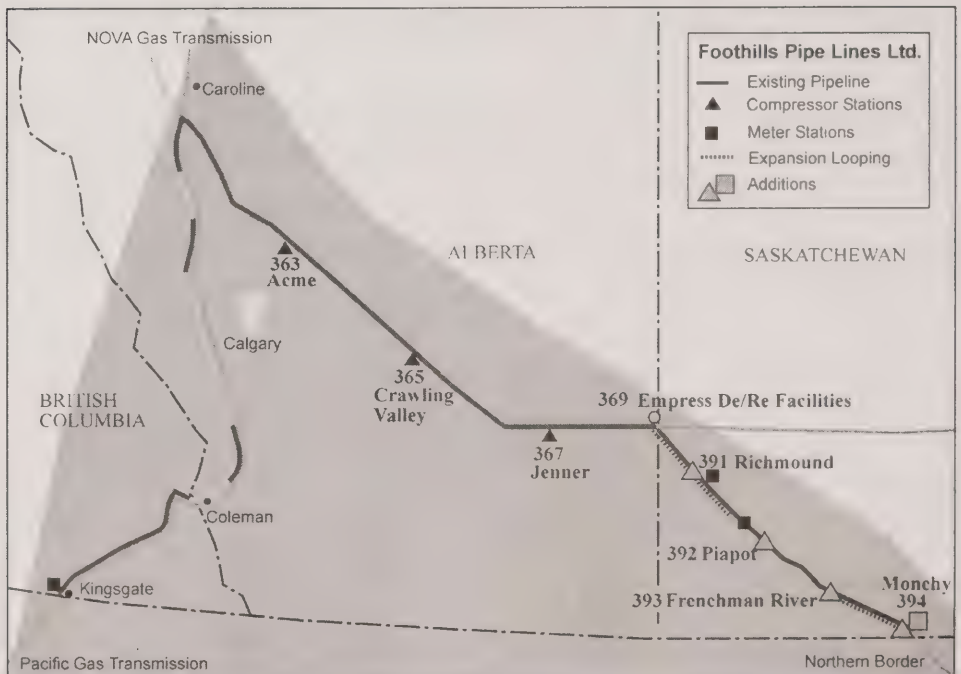 NOVA Gas Transmission
Caroline
Foothills Pipe Lines Ltd.
Existing Pipeline
Compressor Stations
Meter Stations
Expansion Looping
Additions
ALBERTA
SASKATCHEWAN
363
Acme
Calgary
365
Crawling
Valley
BRITISH
COLUMBIA
369 Empress De/Re Facilities
367
Jenner
391 Richmound
Coleman
392 Piapot
Kingsgate
393 Frenchman River
Monchy
394
Pacific Gas Transmission
Northern Border